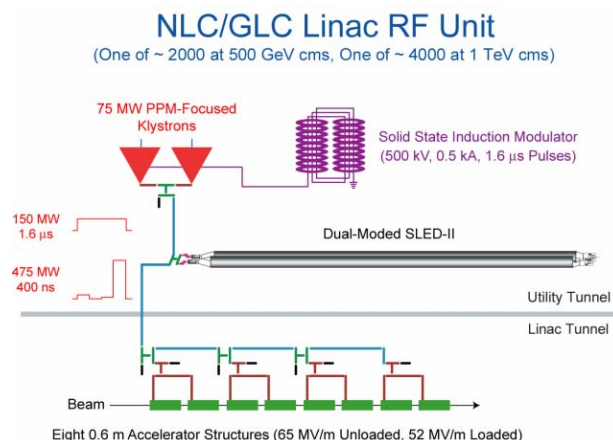 NLC/GLC Linac RF Unit
(One of ~ 2000 at 500 GeV cms, One of ~ 4000 at 1 TeV cms)
75 MW PPM-Focused
Klystrons
Solid State Induction Modulator
(500 kV, 0.5 kA, 1.6 μs Pulses)
150 MW
1.6 μs
Dual-Moded SLED-II
475 MW
400 ns
Utility Tunnel
Linac Tunnel
Beam
Eight 0.6 m Accelerator Structures (65 MV/m Unloaded, 52 MV/m Loaded)